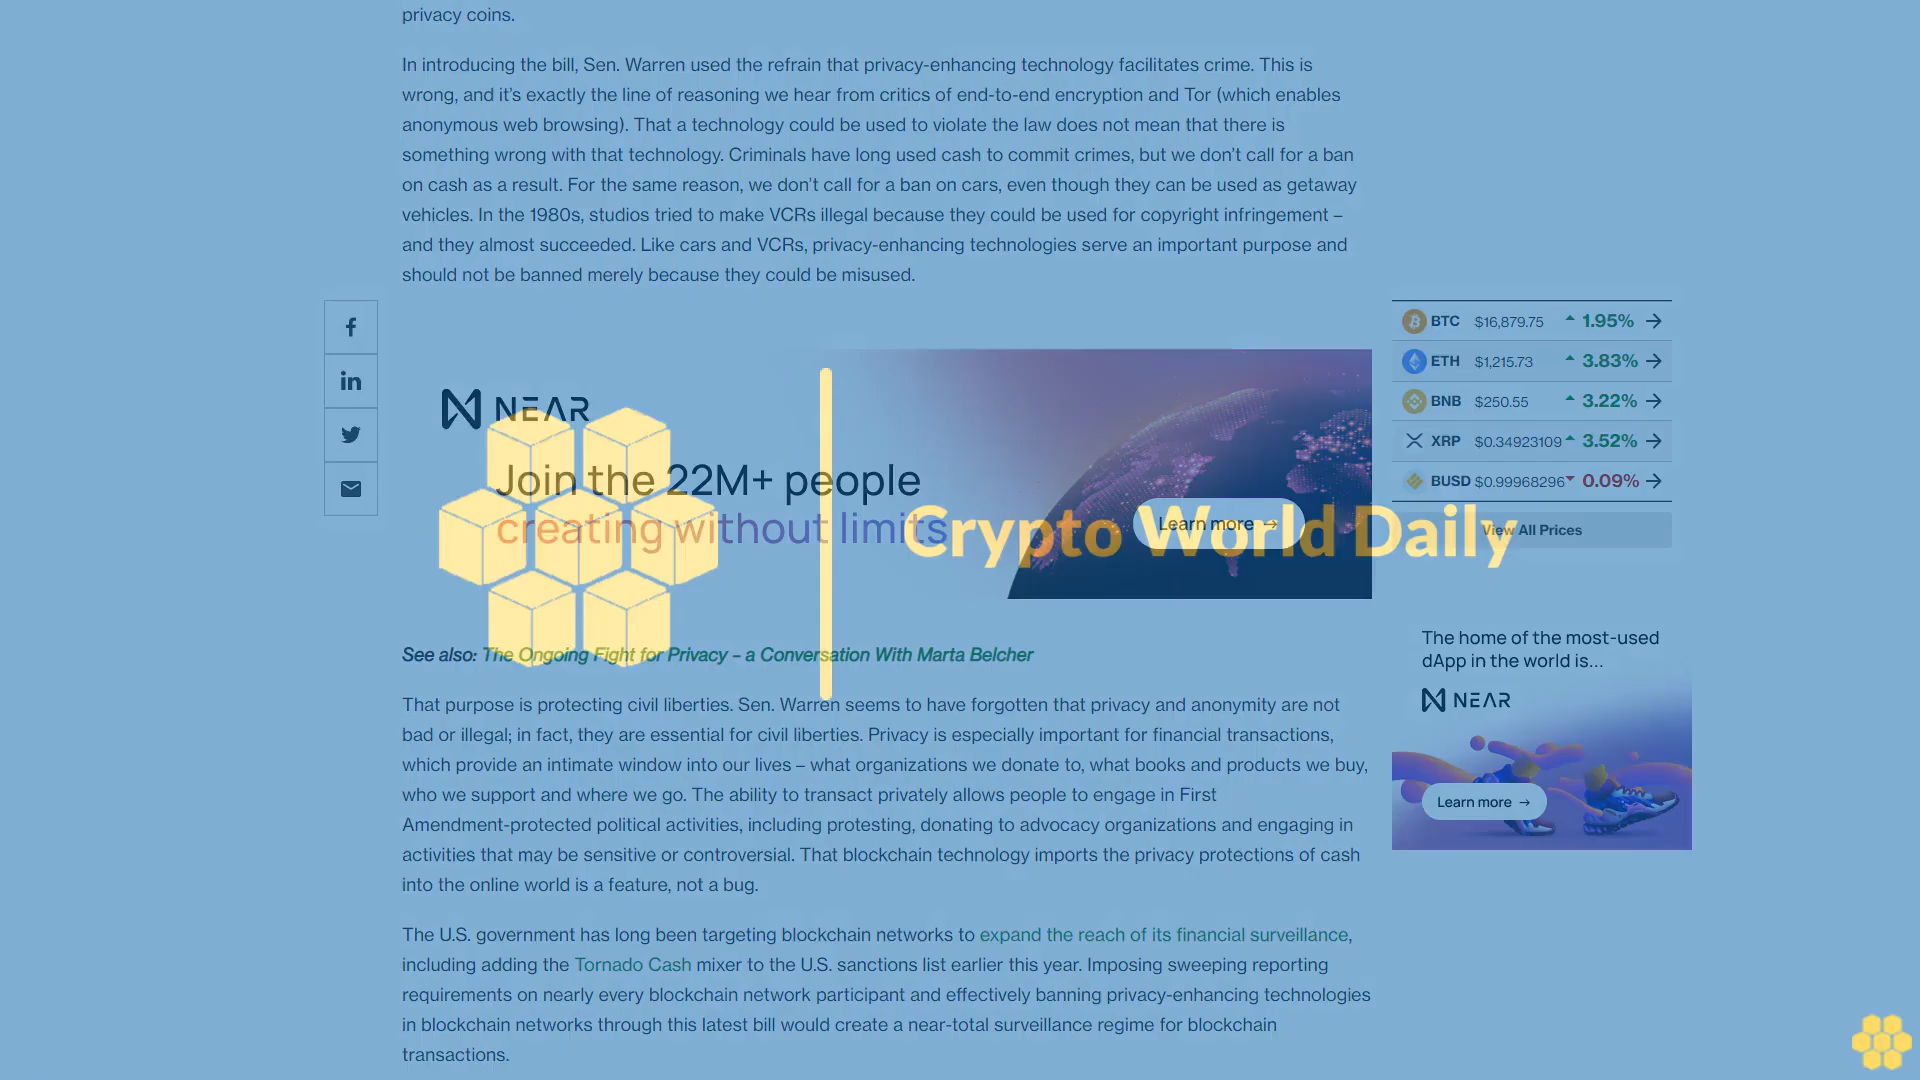 privacy coins.
In introducing the bill, Sen. Warren used the refrain that privacy-enhancing technology facilitates crime. This is
wrong, and it’s exactly the line of reasoning we hear from critics of end-to-end encryption and Tor (which enables
anonymous web browsing). That a technology could be used to violate the law does not mean that there is
something wrong with that technology. Criminals have long used cash to commit crimes, but we don’t call for a ban
on cash as a result. For the same reason, we don’t call for a ban on cars, even though they can be used as getaway
vehicles. In the 1980s, studios tried to make VCRs illegal because they could be used for copyright infringement –
and they almost succeeded. Like cars and VCRs, privacy-enhancing technologies serve an important purpose and
should not be banned merely because they could be misused.
BTC $16,879.75 1.95%
ETH $1,215.73 3.83%
BNB $250.55 3.22%
XRP $0.34923109 3.52%
BUSD $0.99968296 0.09%
View All Prices
NEAR
Join the 22M+ people
creating without limits
Learn more →
Crypto World Daily
See also: The Ongoing Fight for Privacy – a Conversation With Marta Belcher
The home of the most-used
dApp in the world is...
NEAR
Learn more →
That purpose is protecting civil liberties. Sen. Warren seems to have forgotten that privacy and anonymity are not
bad or illegal; in fact, they are essential for civil liberties. Privacy is especially important for financial transactions,
which provide an intimate window into our lives – what organizations we donate to, what books and products we buy,
who we support and where we go. The ability to transact privately allows people to engage in First
Amendment-protected political activities, including protesting, donating to advocacy organizations and engaging in
activities that may be sensitive or controversial. That blockchain technology imports the privacy protections of cash
into the online world is a feature, not a bug.
The U.S. government has long been targeting blockchain networks to expand the reach of its financial surveillance,
including adding the Tornado Cash mixer to the U.S. sanctions list earlier this year. Imposing sweeping reporting
requirements on nearly every blockchain network participant and effectively banning privacy-enhancing technologies
in blockchain networks through this latest bill would create a near-total surveillance regime for blockchain
transactions.